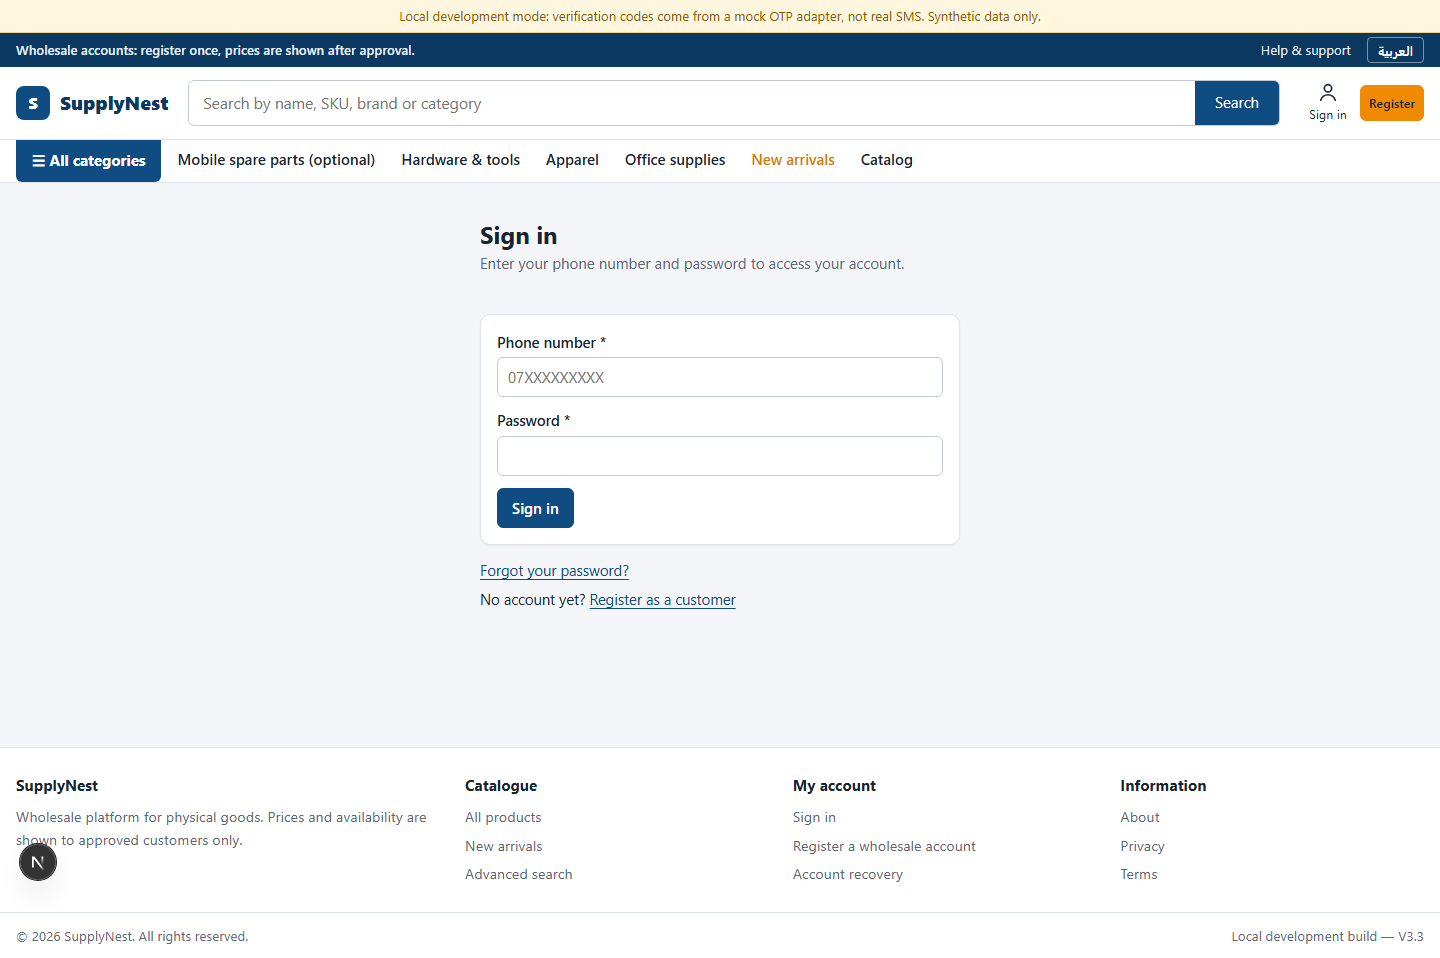 Local development mode: verification codes come from a mock OTP adapter, not real SMS. Synthetic data only.
Wholesale accounts: register once, prices are shown after approval.
Help & support
العربية
S
SupplyNest
Search by name, SKU, brand or category
Search
Sign in
Register
☰ All categories
Mobile spare parts (optional)
Hardware & tools
Apparel
Office supplies
New arrivals
Catalog
Sign in
Enter your phone number and password to access your account.
Phone number *
07XXXXXXXXX
Password *
Sign in
Forgot your password?
No account yet? Register as a customer
SupplyNest
Wholesale platform for physical goods. Prices and availability are
shown to approved customers only.
N
Catalogue
All products
New arrivals
Advanced search
My account
Sign in
Register a wholesale account
Account recovery
Information
About
Privacy
Terms
© 2026 SupplyNest. All rights reserved.
Local development build — V3.3